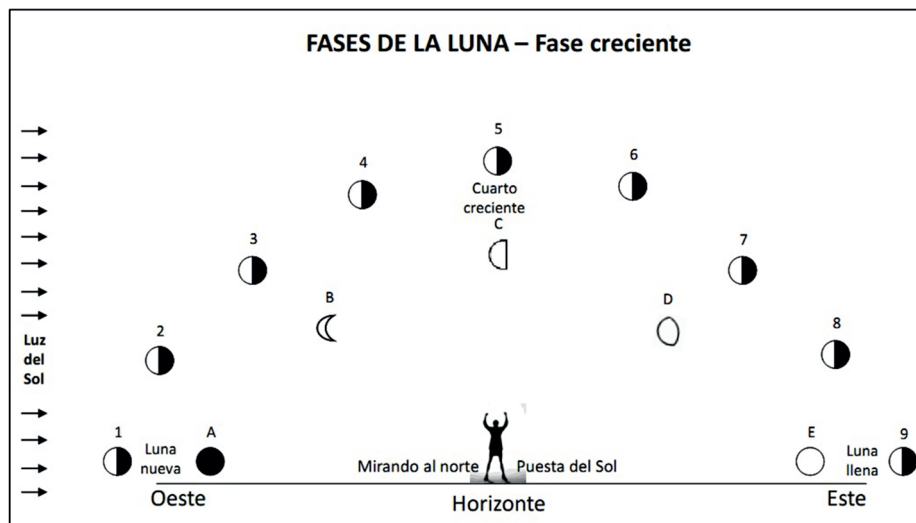 FASES DE LA LUNA – Fase creciente
5
4
6
Cuarto
creciente
C
3
7
B
D
2
8
Luz
del
Sol
1
Luna
nueva
A
Mirando al norte
Puesta del Sol
E
Luna
llena
9
Oeste
Horizonte
Este